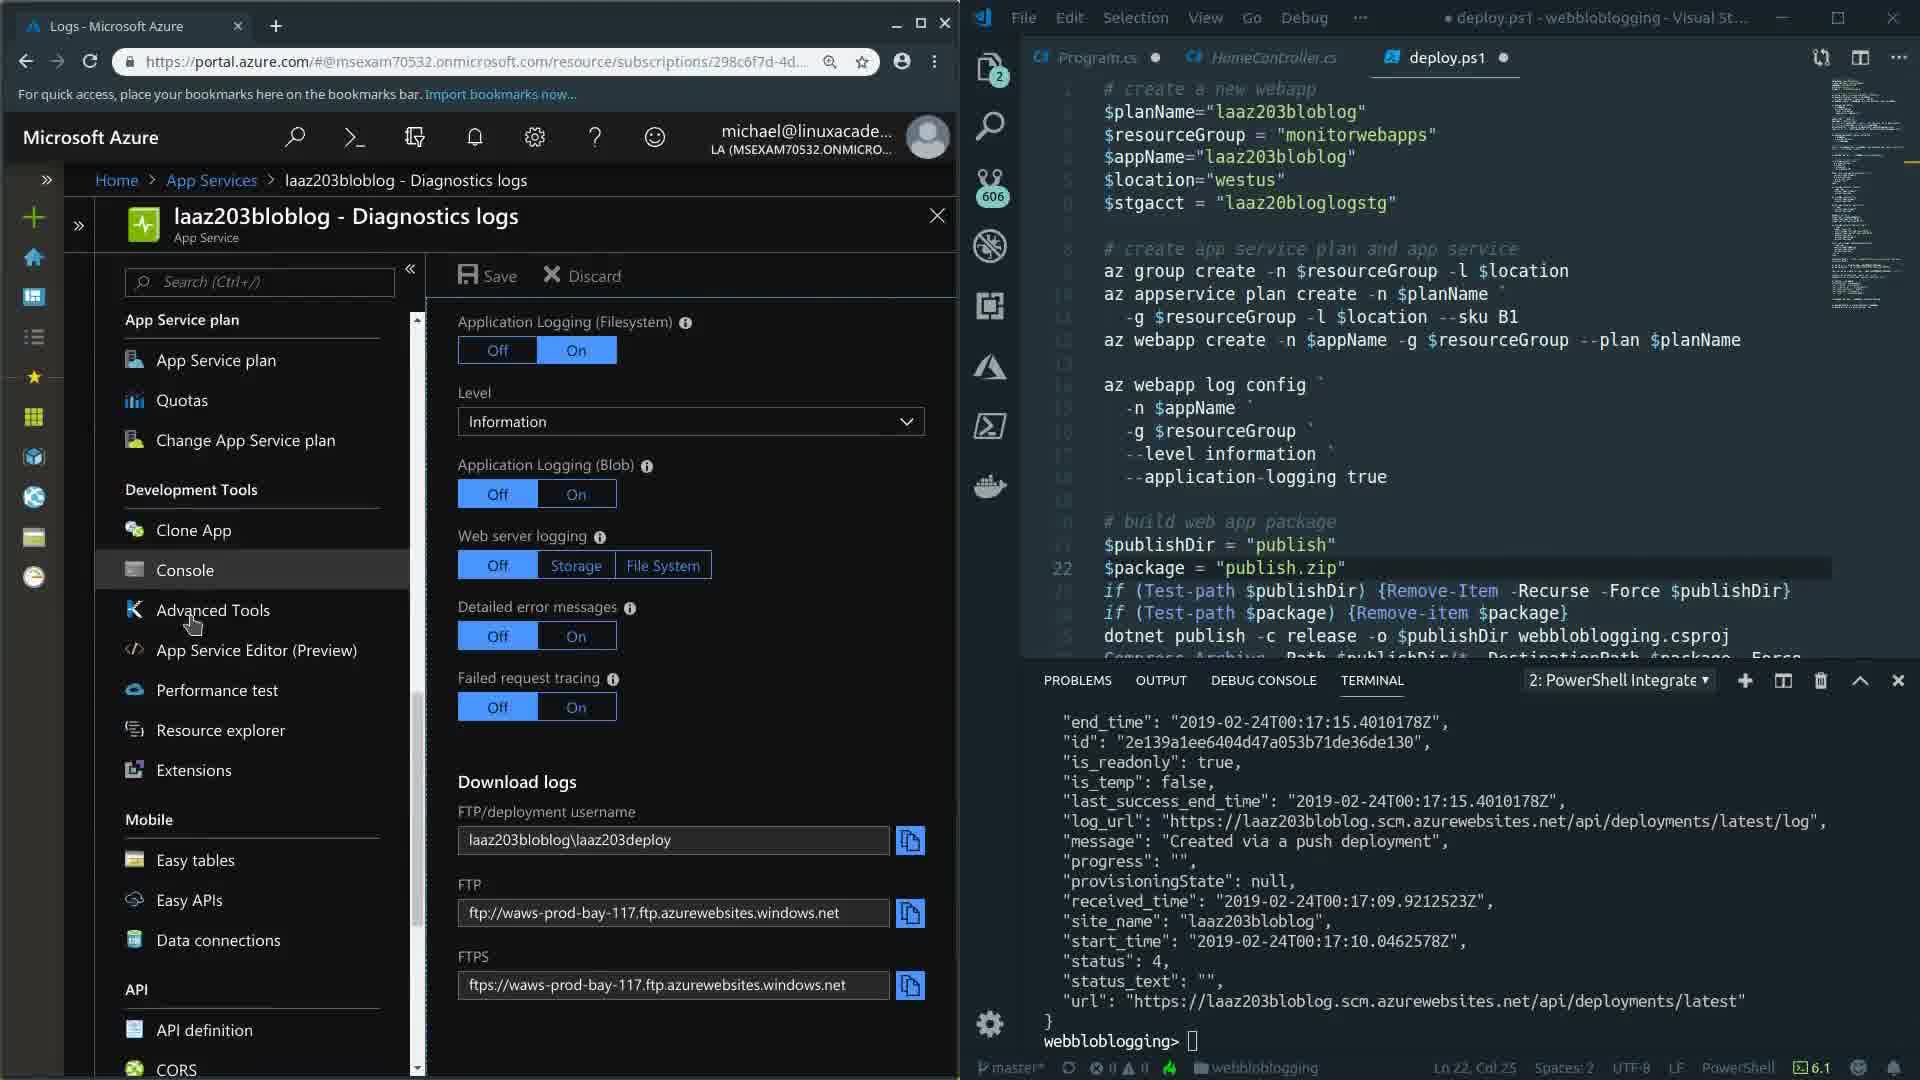 Logs - Microsoft Azure
https://portal.azure.com/#@msexam70532.onmicrosoft.com/resource/subscriptions/298c6f7d-4d...
For quick access, place your bookmarks here on the bookmarks bar. Import bookmarks now...
Microsoft Azure
michael@linuxacade...
LA (MSEXAM70532.ONMICRO...
Home > App Services > laaz203bloblog - Diagnostics logs
laaz203bloblog - Diagnostics logs
App Service
Search (Ctrl+/)
App Service plan
App Service plan
Quotas
Change App Service plan
Development Tools
Clone App
Console
Advanced Tools
App Service Editor (Preview)
Performance test
Resource explorer
Extensions
Mobile
Easy tables
Easy APIs
Data connections
API
API definition
CORS
Save
Discard
Application Logging (Filesystem)
Off On
Level
Information
Application Logging (Blob)
Off On
Web server logging
Off Storage File System
Detailed error messages
Off On
Failed request tracing
Off On
Download logs
FTP/deployment username
laaz203bloblog\laaz203deploy
FTP
ftp://waws-prod-bay-117.ftp.azurewebsites.windows.net
FTPS
ftps://waws-prod-bay-117.ftp.azurewebsites.windows.net
File Edit Selection View Go Debug ...
● deploy.ps1 - webbloblogging - Visual St...
Program.cs
HomeController.cs
deploy.ps1
2
606
# create a new webapp
$planName="laaz203bloblog"
$resourceGroup = "monitorwebapps"
$appName="laaz203bloblog"
$location="westus"
$stgacct = "laaz20bloglogstg"
# create app service plan and app service
az group create -n $resourceGroup -l $location
az appservice plan create -n $planName `
-g $resourceGroup -l $location --sku B1
az webapp create -n $appName -g $resourceGroup --plan $planName
az webapp log config `
-n $appName `
-g $resourceGroup `
--level information `
--application-logging true
# build web app package
$publishDir = "publish"
22 $package = "publish.zip"
if (Test-path $publishDir) {Remove-Item -Recurse -Force $publishDir}
if (Test-path $package) {Remove-item $package}
dotnet publish -c release -o $publishDir webbloblogging.csproj
Compress-Archive -Path $publishDir/* -DestinationPath $package -Force
PROBLEMS OUTPUT DEBUG CONSOLE TERMINAL
2: PowerShell Integrate
"end_time": "2019-02-24T00:17:15.4010178Z",
"id": "2e139a1ee6404d47a053b71de36de130",
"is_readonly": true,
"is_temp": false,
"last_success_end_time": "2019-02-24T00:17:15.4010178Z",
"log_url": "https://laaz203bloblog.scm.azurewebsites.net/api/deployments/latest/log",
"message": "Created via a push deployment",
"progress": "",
"provisioningState": null,
"received_time": "2019-02-24T00:17:09.9212523Z",
"site_name": "laaz203bloblog",
"start_time": "2019-02-24T00:17:10.0462578Z",
"status": 4,
"status_text": "",
"url": "https://laaz203bloblog.scm.azurewebsites.net/api/deployments/latest"
}
webbloblogging>
master* 0 0 webbloblogging Ln 22, Col 25 Spaces: 2 UTF-8 LF PowerShell 6.1